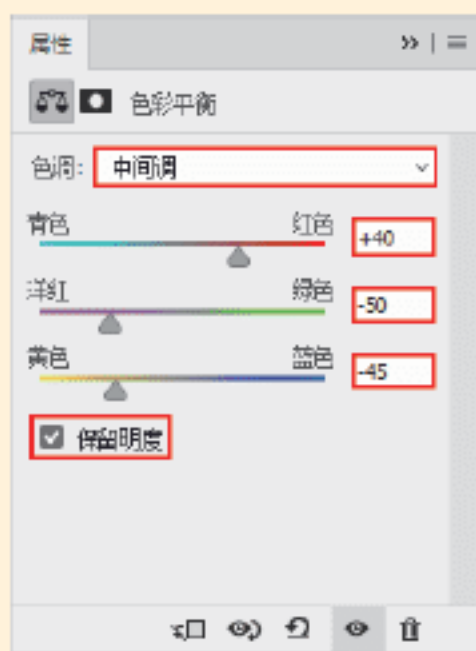 属性
色彩平衡
色调: 中间调
青色 红色 +40
洋红 绿色 -50
黄色 蓝色 -45
保留明度